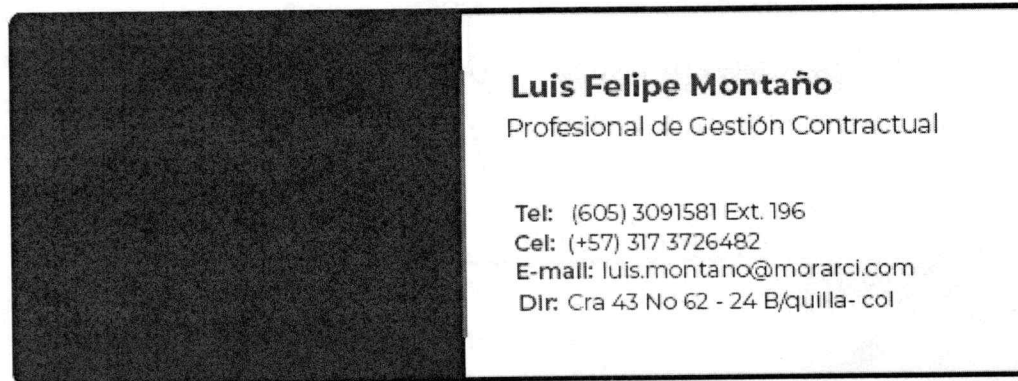 Luis Felipe Montaño
Profesional de Gestión Contractual
Tel: (605) 3091581 Ext. 196
Cel: (+57) 317 3726482
E-mail: luis.montano@morarci.com
Dir: Cra 43 No 62 - 24 B/quilla- col